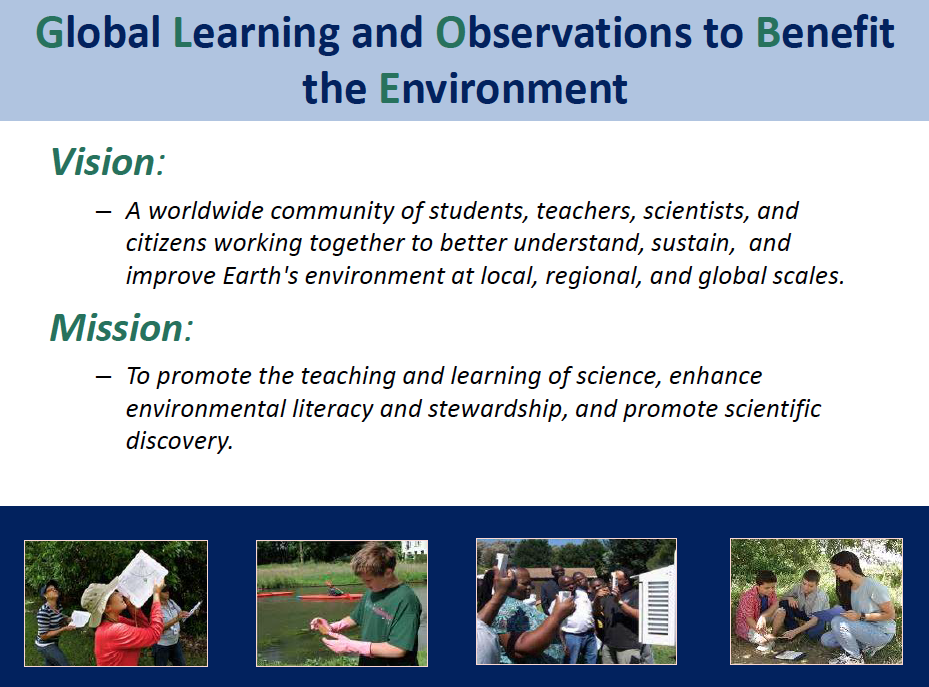 Global Learning and Observations to Benefit
the Environment
Vision:
– A worldwide community of students, teachers, scientists, and
citizens working together to better understand, sustain,  and
improve Earth's environment at local, regional, and global scales.
Mission:
– To promote the teaching and learning of science, enhance
environmental literacy and stewardship, and promote scientific
discovery.